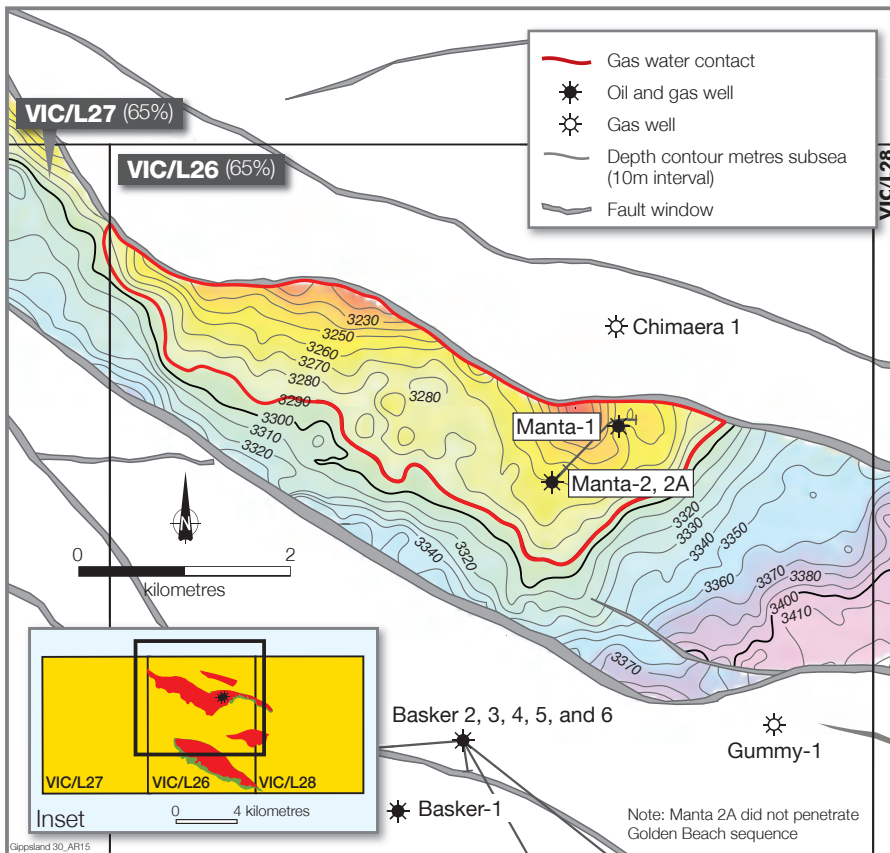 Gas water contact
Oil and gas well
Gas well
Depth contour metres subsea
(10m interval)
Fault window
VIC/L27 (65%)
VIC/L26 (65%)
VIC/L28
3230
3250
3260
3270
3280
3280
3290
3300
3310
3320
Chimaera 1
Manta-1
Manta-2, 2A
N
0 2
kilometres
3340
3320
3320
3330
3340
3350
3360
3370
3380
3400
3410
3370
Basker 2, 3, 4, 5, and 6
Gummy-1
Basker-1
VIC/L27
VIC/L26
VIC/L28
Inset
0 4 kilometres
Note: Manta 2A did not penetrate
Golden Beach sequence
Gippsland 30_AR15